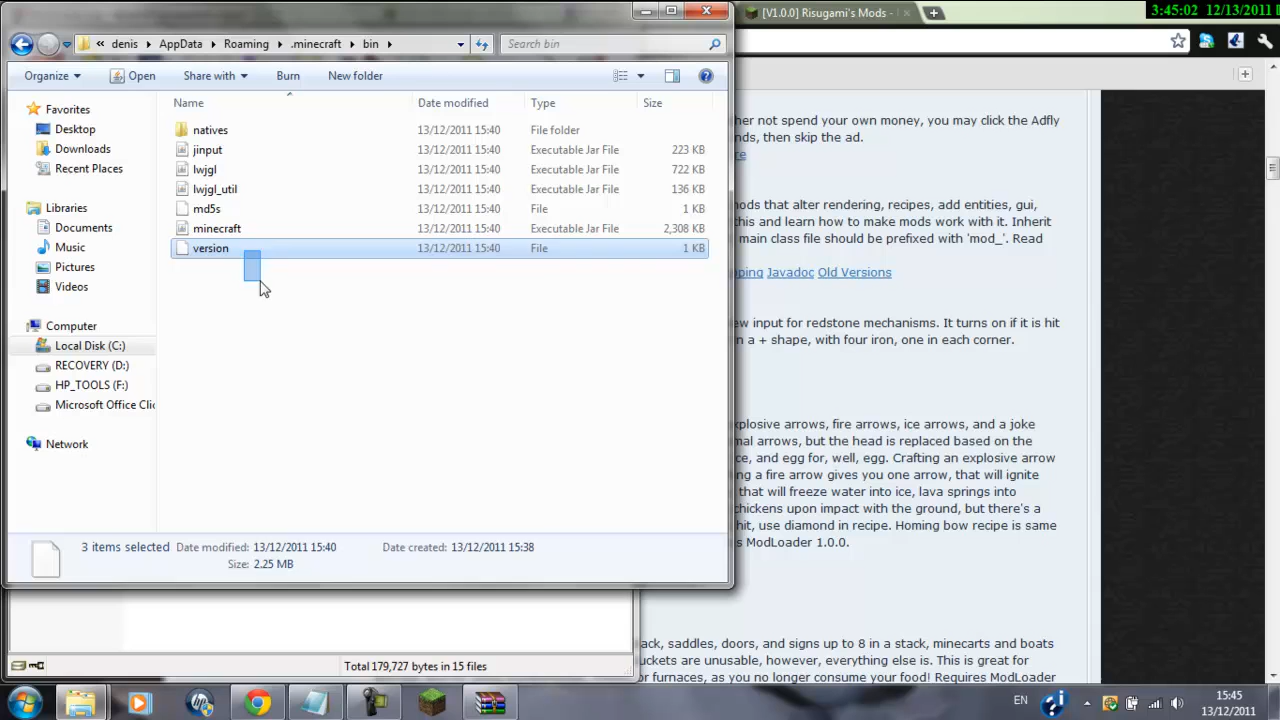 [V1.0.0] Risugami's Mods -
3:45:02 12/13/2011
« denis ▸ AppData ▸ Roaming ▸ .minecraft ▸ bin ▸
Search bin
Organize Open Share with Burn New folder
Name Date modified Type Size
Favorites
Desktop
Downloads
Recent Places
Libraries
Documents
Music
Pictures
Videos
Computer
Local Disk (C:)
RECOVERY (D:)
HP_TOOLS (F:)
Microsoft Office Clic
Network
natives 13/12/2011 15:40 File folder
jinput 13/12/2011 15:40 Executable Jar File 223 KB
lwjgl 13/12/2011 15:40 Executable Jar File 722 KB
lwjgl_util 13/12/2011 15:40 Executable Jar File 136 KB
md5s 13/12/2011 15:40 File 1 KB
minecraft 13/12/2011 15:40 Executable Jar File 2,308 KB
version 13/12/2011 15:40 File 1 KB
3 items selected Date modified: 13/12/2011 15:40 Date created: 13/12/2011 15:38
Size: 2.25 MB
her not spend your own money, you may click the Adfly
nds, then skip the ad.
re
ods that alter rendering, recipes, add entities, gui,
this and learn how to make mods work with it. Inherit
main class file should be prefixed with 'mod_'. Read
pping Javadoc Old Versions
ew input for redstone mechanisms. It turns on if it is hit
n a + shape, with four iron, one in each corner.
xplosive arrows, fire arrows, ice arrows, and a joke
mal arrows, but the head is replaced based on the
ce, and egg for, well, egg. Crafting an explosive arrow
ng a fire arrow gives you one arrow, that will ignite
that will freeze water into ice, lava springs into
chickens upon impact with the ground, but there's a
hit, use diamond in recipe. Homing bow recipe is same
s ModLoader 1.0.0.
ack, saddles, doors, and signs up to 8 in a stack, minecarts and boats
uckets are unusable, however, everything else is. This is great for
or furnaces, as you no longer consume your food! Requires ModLoader
Total 179,727 bytes in 15 files
EN
15:45
13/12/2011